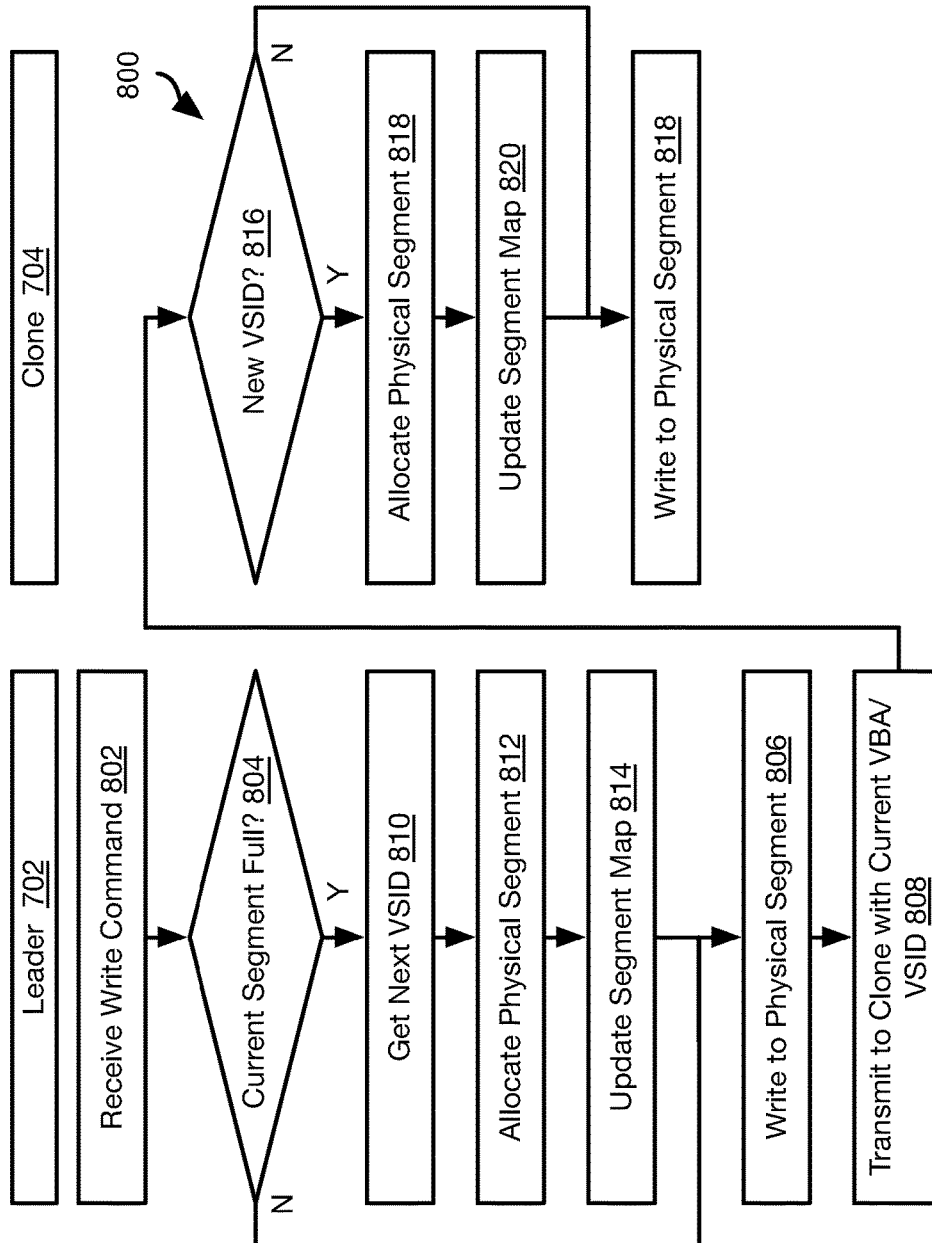 Leader 702
Receive Write Command 802
Current Segment Full? 804
N
Y
Get Next VSID 810
Allocate Physical Segment 812
Update Segment Map 814
Write to Physical Segment 806
Transmit to Clone with Current VBA/
VSID 808
Clone 704
800
New VSID? 816
N
Y
Allocate Physical Segment 818
Update Segment Map 820
Write to Physical Segment 818